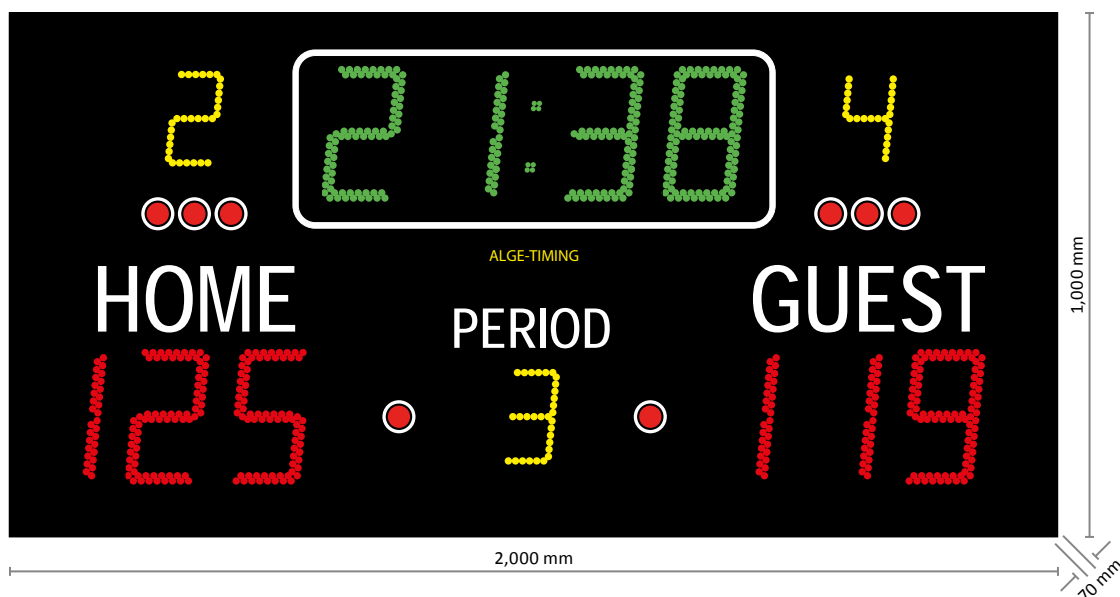 2 21:38 4
ALGE-TIMING
HOME GUEST
PERIOD
125 3 119
1,000 mm
2,000 mm
70 mm